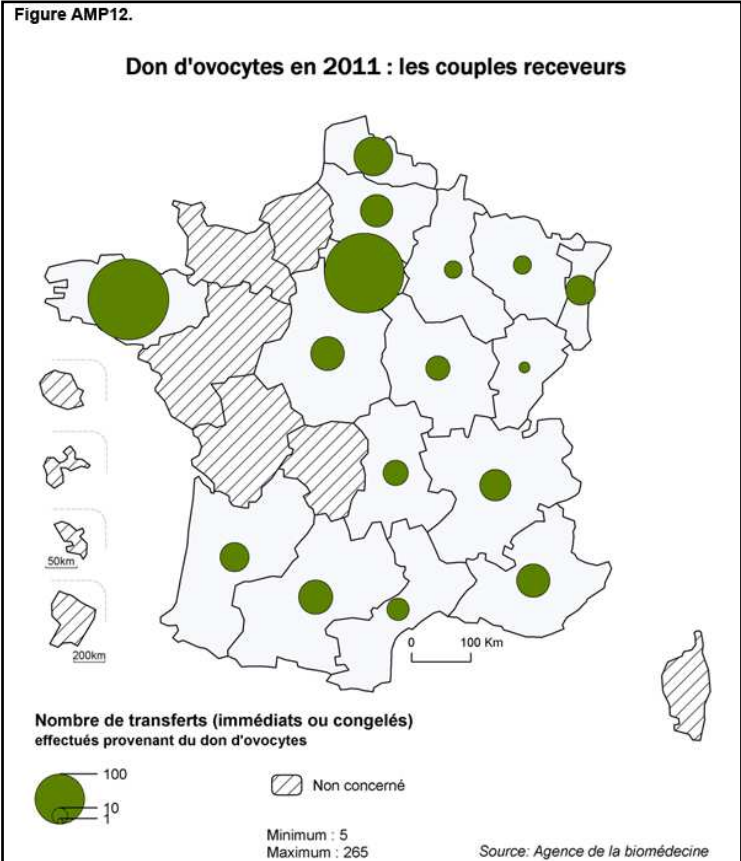 Figure AMP12.
Don d'ovocytes en 2011 : les couples receveurs
50km
200km
0 100 Km
Nombre de transferts (immédiats ou congelés)
effectués provenant du don d'ovocytes
100
10
1
Non concerné
Minimum : 5
Maximum : 265
Source: Agence de la biomédecine